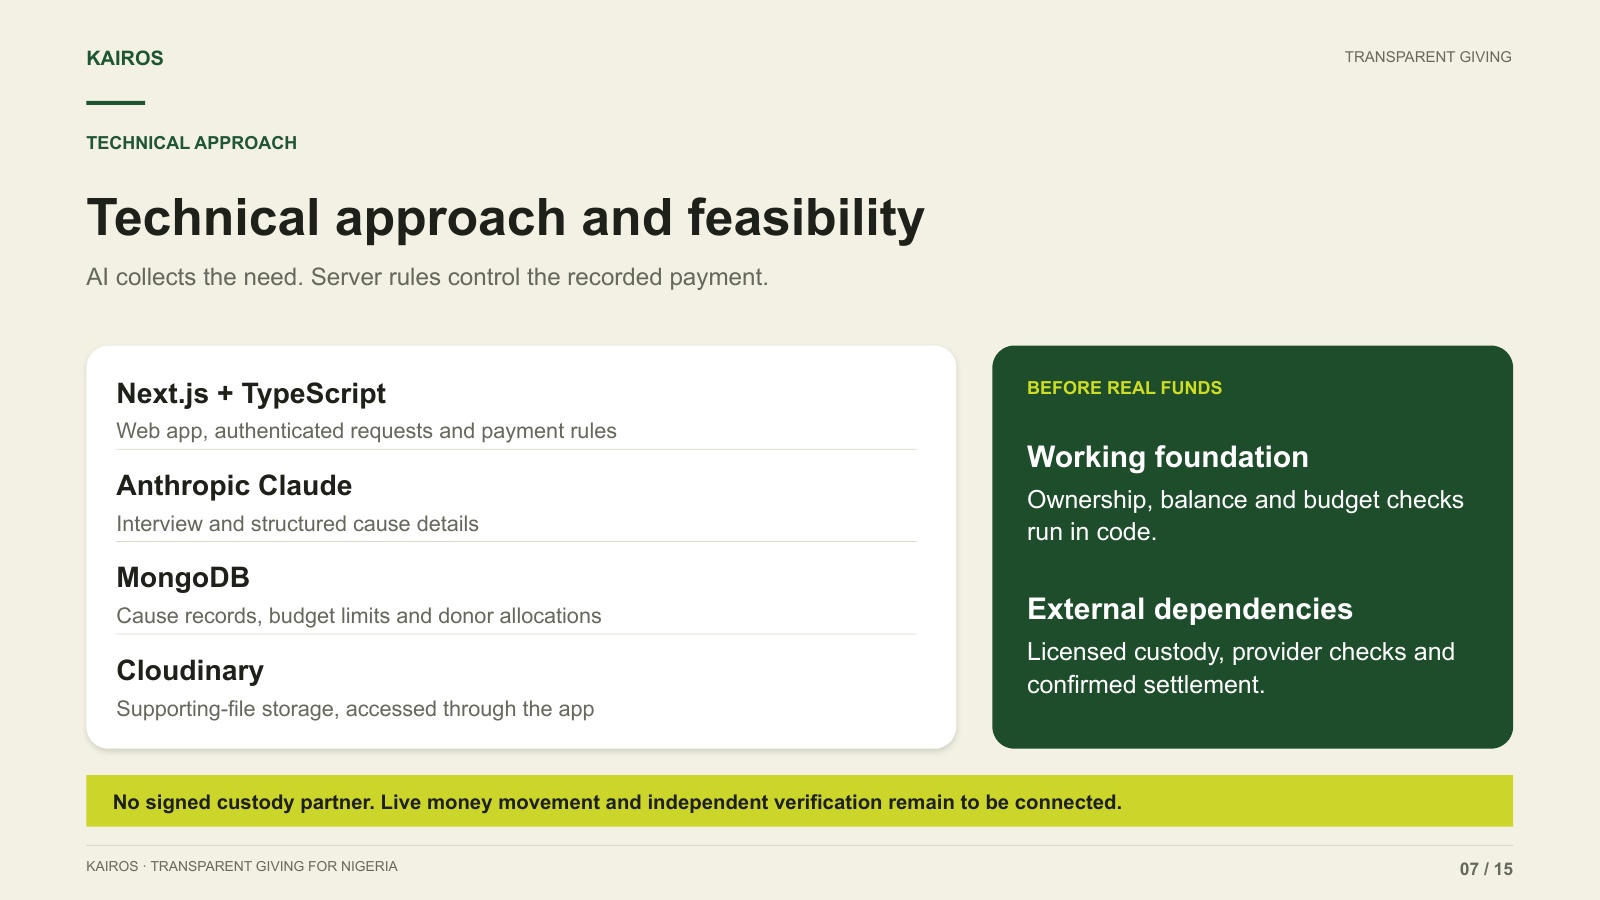 KAIROS
TRANSPARENT GIVING
TECHNICAL APPROACH
Technical approach and feasibility
AI collects the need. Server rules control the recorded payment.
Next.js + TypeScript
Web app, authenticated requests and payment rules
Anthropic Claude
Interview and structured cause details
MongoDB
Cause records, budget limits and donor allocations
Cloudinary
Supporting-file storage, accessed through the app
BEFORE REAL FUNDS
Working foundation
Ownership, balance and budget checks
run in code.
External dependencies
Licensed custody, provider checks and
confirmed settlement.
No signed custody partner. Live money movement and independent verification remain to be connected.
KAIROS · TRANSPARENT GIVING FOR NIGERIA
07 / 15